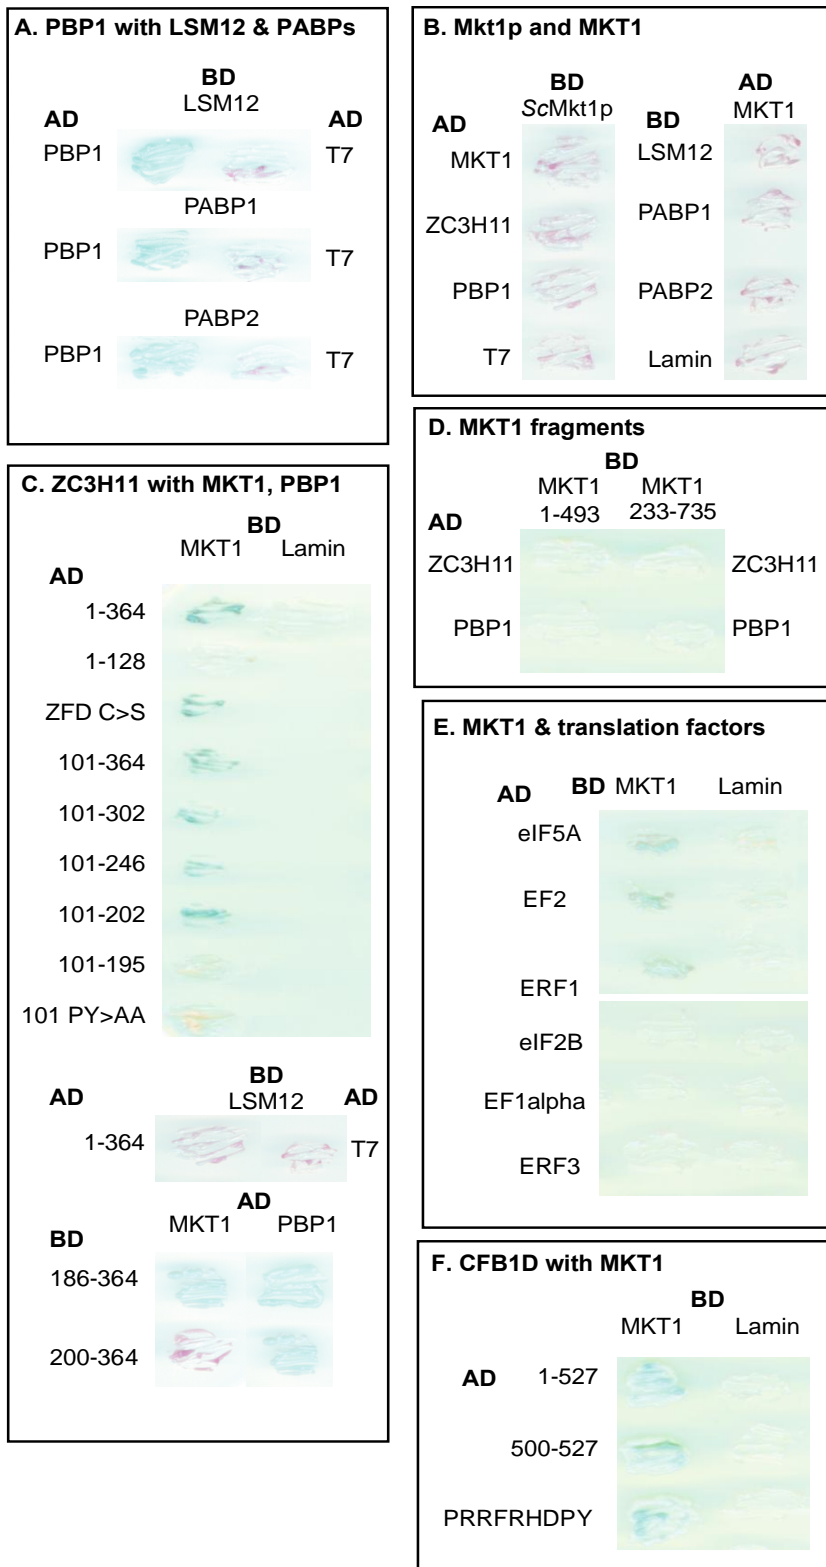 A. PBP1 with LSM12 & PABPs
BD
LSM12
AD
AD
PBP1
T7
PABP1
PBP1
T7
PABP2
PBP1
T7
B. Mkt1p and MKT1
BD
AD
ScMkt1p
MKT1
AD
BD
MKT1
LSM12
ZC3H11
PABP1
PBP1
PABP2
T7
Lamin
C. ZC3H11 with MKT1, PBP1
BD
MKT1 Lamin
AD
1-364
1-128
ZFD C>S
101-364
101-302
101-246
101-202
101-195
101 PY>AA
BD
AD
LSM12
AD
1-364
T7
AD
MKT1 PBP1
BD
186-364
200-364
D. MKT1 fragments
BD
MKT1 MKT1
1-493 233-735
AD
ZC3H11
ZC3H11
PBP1
PBP1
E. MKT1 & translation factors
AD
BD MKT1 Lamin
eIF5A
EF2
ERF1
eIF2B
EF1alpha
ERF3
F. CFB1D with MKT1
BD
MKT1 Lamin
AD 1-527
500-527
PRRFRHDPY